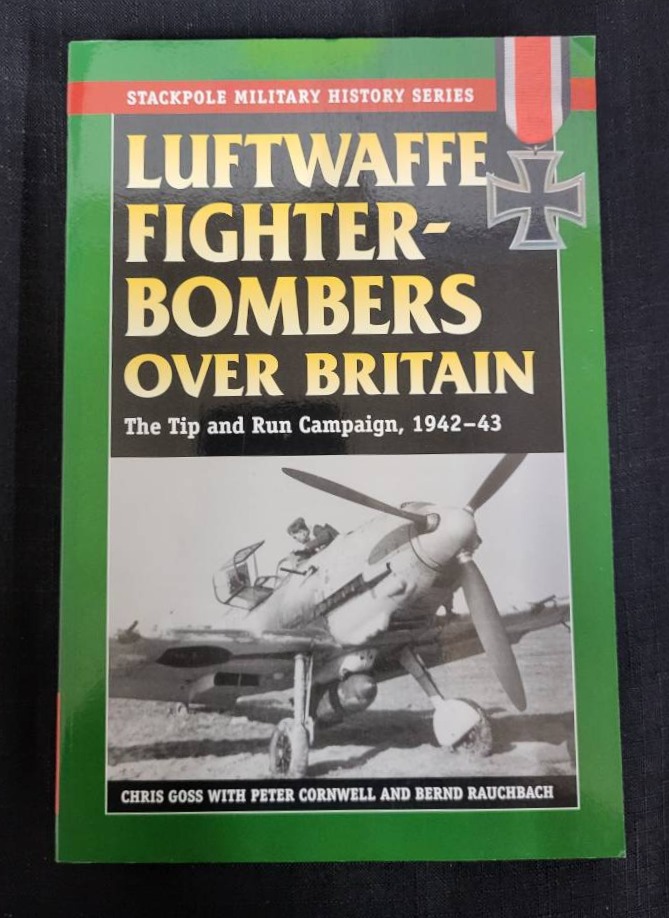 STACKPOLE MILITARY HISTORY SERIES
LUFTWAFFE
FIGHTER-
BOMBERS
OVER BRITAIN
The Tip and Run Campaign, 1942–43
CHRIS GOSS WITH PETER CORNWELL AND BERND RAUCHBACH